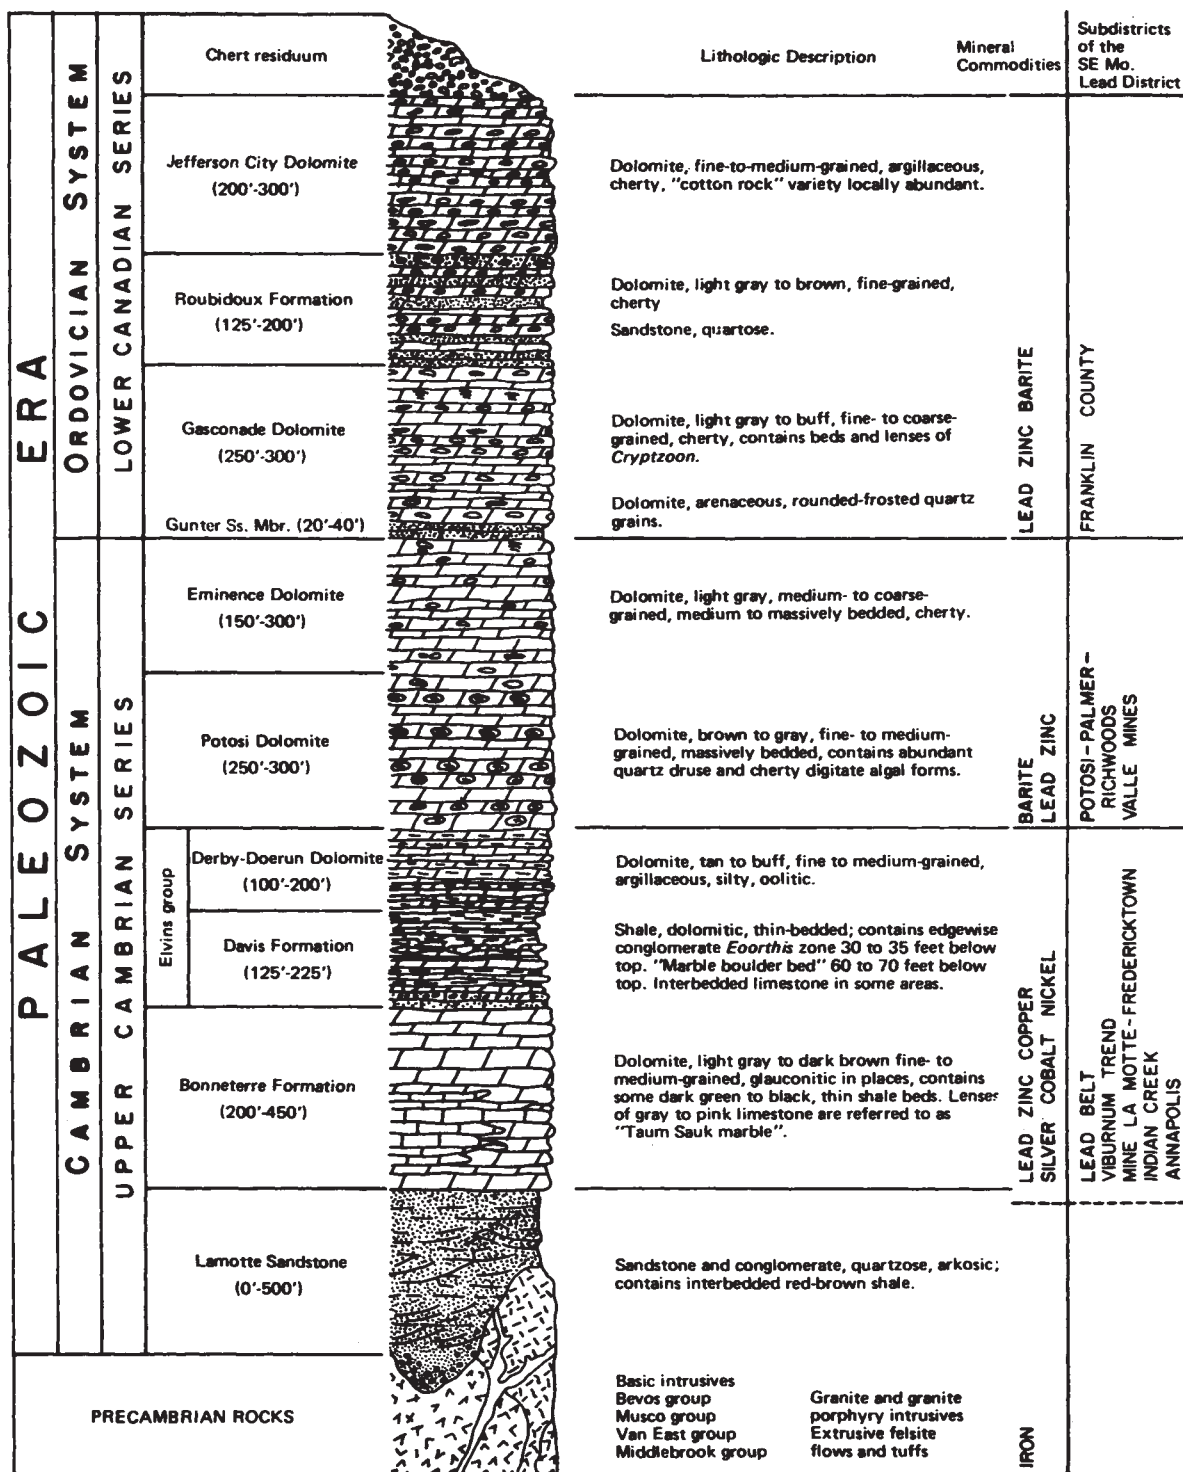 Lithologic Description
Mineral
Commodities
Subdistricts
of the
SE Mo.
Lead District
PALEOZOIC ERA
ORDOVICIAN SYSTEM
LOWER CANADIAN SERIES
Chert residuum
Jefferson City Dolomite
(200'-300')
Dolomite, fine-to-medium-grained, argillaceous,
cherty, "cotton rock" variety locally abundant.
Roubidoux Formation
(125'-200')
Dolomite, light gray to brown, fine-grained,
cherty
Sandstone, quartose.
Gasconade Dolomite
(250'-300')
Dolomite, light gray to buff, fine- to coarse-
grained, cherty, contains beds and lenses of
Cryptzoon.
Gunter Ss. Mbr. (20'-40')
Dolomite, arenaceous, rounded-frosted quartz
grains.
LEAD ZINC BARITE
FRANKLIN COUNTY
CAMBRIAN SYSTEM
UPPER CAMBRIAN SERIES
Eminence Dolomite
(150'-300')
Dolomite, light gray, medium- to coarse-
grained, medium to massively bedded, cherty.
Potosi Dolomite
(250'-300')
Dolomite, brown to gray, fine- to medium-
grained, massively bedded, contains abundant
quartz druse and cherty digitate algal forms.
BARITE
LEAD ZINC
POTOSI-PALMER-
RICHWOODS
VALLE MINES
Elvins group
Derby-Doerun Dolomite
(100'-200')
Dolomite, tan to buff, fine to medium-grained,
argillaceous, silty, oolitic.
Davis Formation
(125'-225')
Shale, dolomitic, thin-bedded; contains edgewise
conglomerate Eoorthis zone 30 to 35 feet below
top. "Marble boulder bed" 60 to 70 feet below
top. Interbedded limestone in some areas.
Bonneterre Formation
(200'-450')
Dolomite, light gray to dark brown fine- to
medium-grained, glauconitic in places, contains
some dark green to black, thin shale beds. Lenses
of gray to pink limestone are referred to as
"Taum Sauk marble".
LEAD ZINC COPPER
SILVER COBALT NICKEL
LEAD BELT
VIBURNUM TREND
MINE LA MOTTE-FREDERICKTOWN
INDIAN CREEK
ANNAPOLIS
Lamotte Sandstone
(0'-500')
Sandstone and conglomerate, quartzose, arkosic;
contains interbedded red-brown shale.
PRECAMBRIAN ROCKS
Basic intrusives
Bevos group
Musco group
Van East group
Middlebrook group
Granite and granite
porphyry intrusives
Extrusive felsite
flows and tuffs
IRON